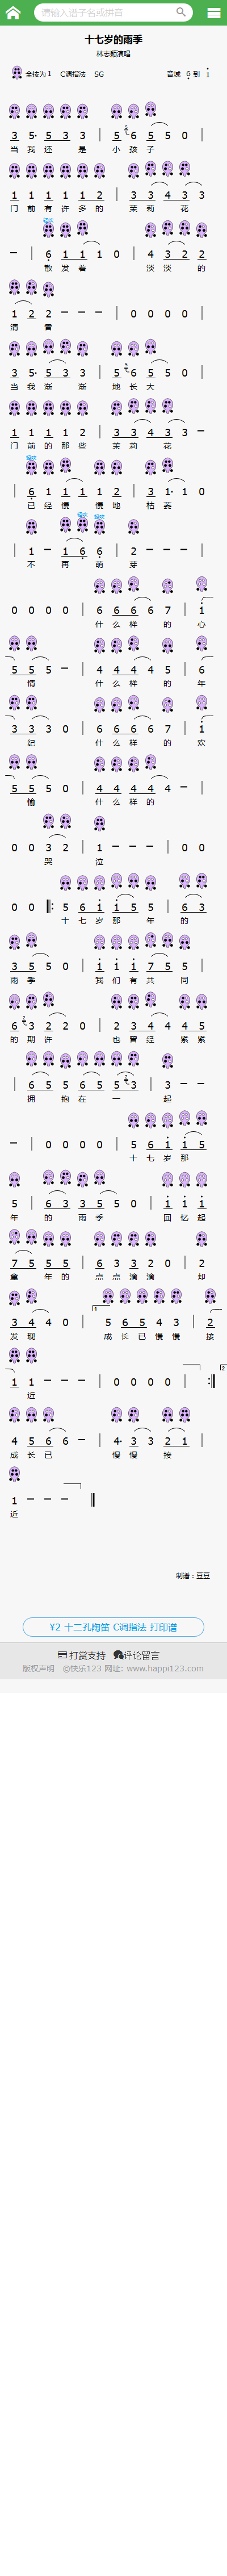 请输入谱子名或拼音
十七岁的雨季
林志颖演唱
全按为1 C调指法 SG 音域 6 到 1
3 5· 5 3 3 | 5 6 5 5 0 |
当 我 还 是 小 孩 子
1 1 1 1 1 2 | 3 3 4 3 3
门 前 有 许 多 的 茉 莉 花
轻吹
- | 6 1 1 1 0 | 4 3 2 2
散 发 着 淡 淡 的
1 2 2 - - - | 0 0 0 0 |
清 香
3 5· 5 3 3 | 5 6 5 5 0 |
当 我 渐 渐 地 长 大
1 1 1 1 2 | 3 3 4 3 3 -
门 前 的 那 些 茉 莉 花
轻吹
| 6 1 1 1 1 2 | 3 1· 1 0
已 经 慢 慢 地 枯 萎
轻吹 轻吹
| 1 - 1 6 6 | 2 - - - |
不 再 萌 芽
0 0 0 0 | 6 6 6 6 7 | 1
什 么 样 的 心
5 5 5 - | 4 4 4 4 5 | 6
情 什 么 样 的 年
3 3 3 0 | 6 6 6 6 7 | 1
纪 什 么 样 的 欢
5 5 5 0 | 4 4 4 4 4 - |
愉 什 么 样 的
0 0 3 2 | 1 - - - | 0 0
哭 泣
0 0 |: 5 6 1 1 5 5 | 6 3
十 七 岁 那 年 的
3 5 5 0 | 1 1 1 7 5 5 |
雨 季 我 们 有 共 同
6 3 2 2 0 | 2 3 4 4 4 5
的 期 许 也 曾 经 紧 紧
| 6 5 5 6 5 5 3 | 3 - -
拥 抱 在 一 起
- | 0 0 0 0 | 5 6 1 1 5
十 七 岁 那
5 | 6 3 3 5 5 0 | 1 1 1
年 的 雨 季 回 忆 起
7 5 5 5 | 6 3 3 2 0 | 2
童 年 的 点 点 滴 滴 却
3 4 4 0 | 5 6 5 4 3 | 2
发 现 成 长 已 慢 慢 接
1 1 - - - | 0 0 0 0 | :|
近
4 5 6 6 - | 4· 3 3 2 1 |
成 长 已 慢 慢 接
1 - - - ||
近
制谱：豆豆
¥2 十二孔陶笛 C调指法 打印谱
打赏支持 评论留言
版权声明 ©快乐123 网址: www.happi123.com